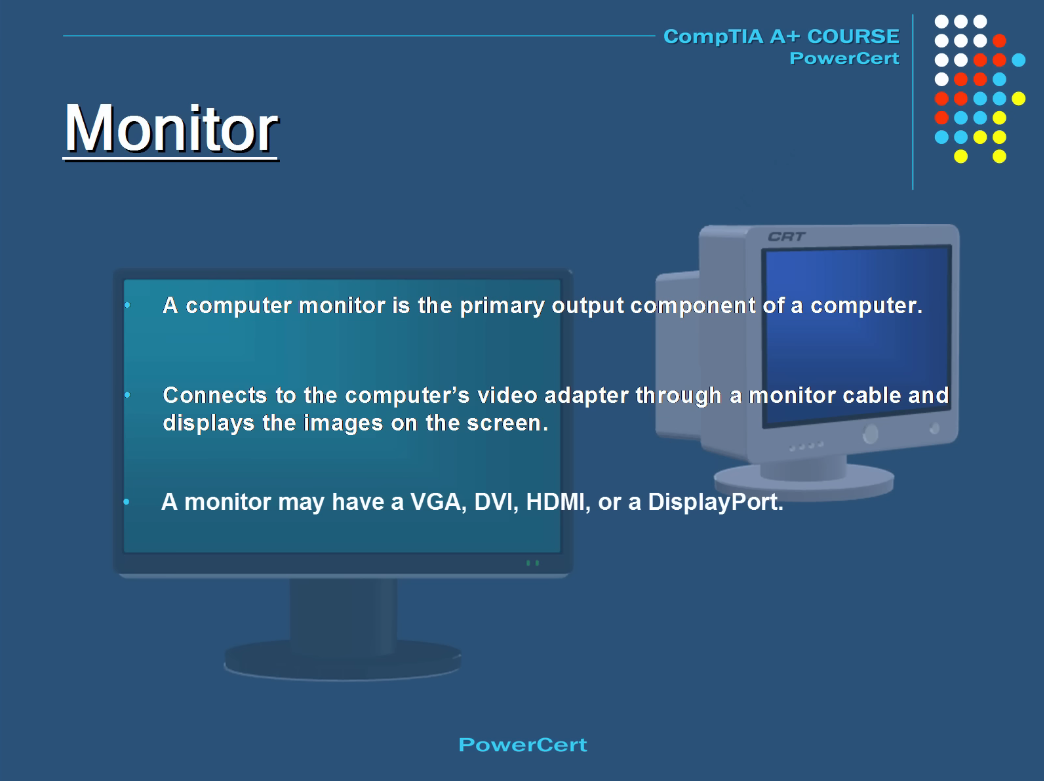 CompTIA A+ COURSE
PowerCert
Monitor
CRT
• A computer monitor is the primary output component of a computer.
• Connects to the computer’s video adapter through a monitor cable and
displays the images on the screen.
• A monitor may have a VGA, DVI, HDMI, or a DisplayPort.
PowerCert